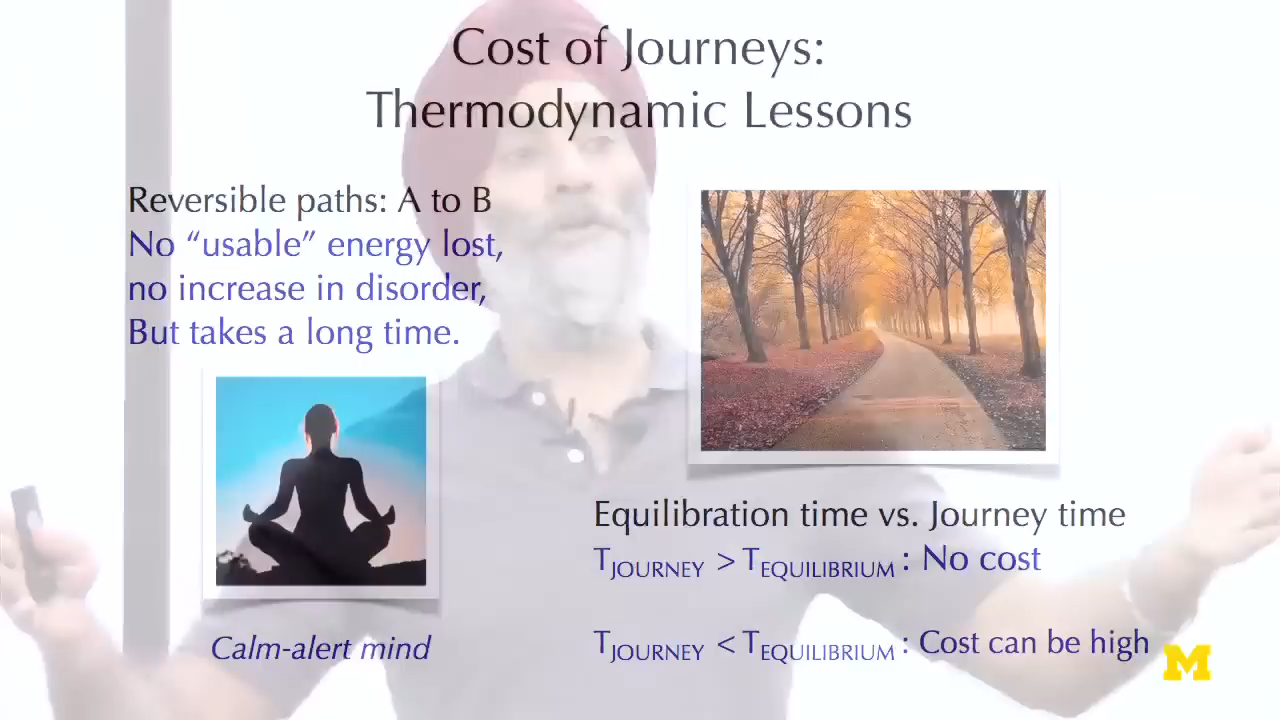 Cost of Journeys:
Thermodynamic Lessons
Reversible paths: A to B
No “usable” energy lost,
no increase in disorder,
But takes a long time.
Calm-alert mind
Equilibration time vs. Journey time
TJOURNEY > TEQUILIBRIUM : No cost
TJOURNEY < TEQUILIBRIUM : Cost can be high
M